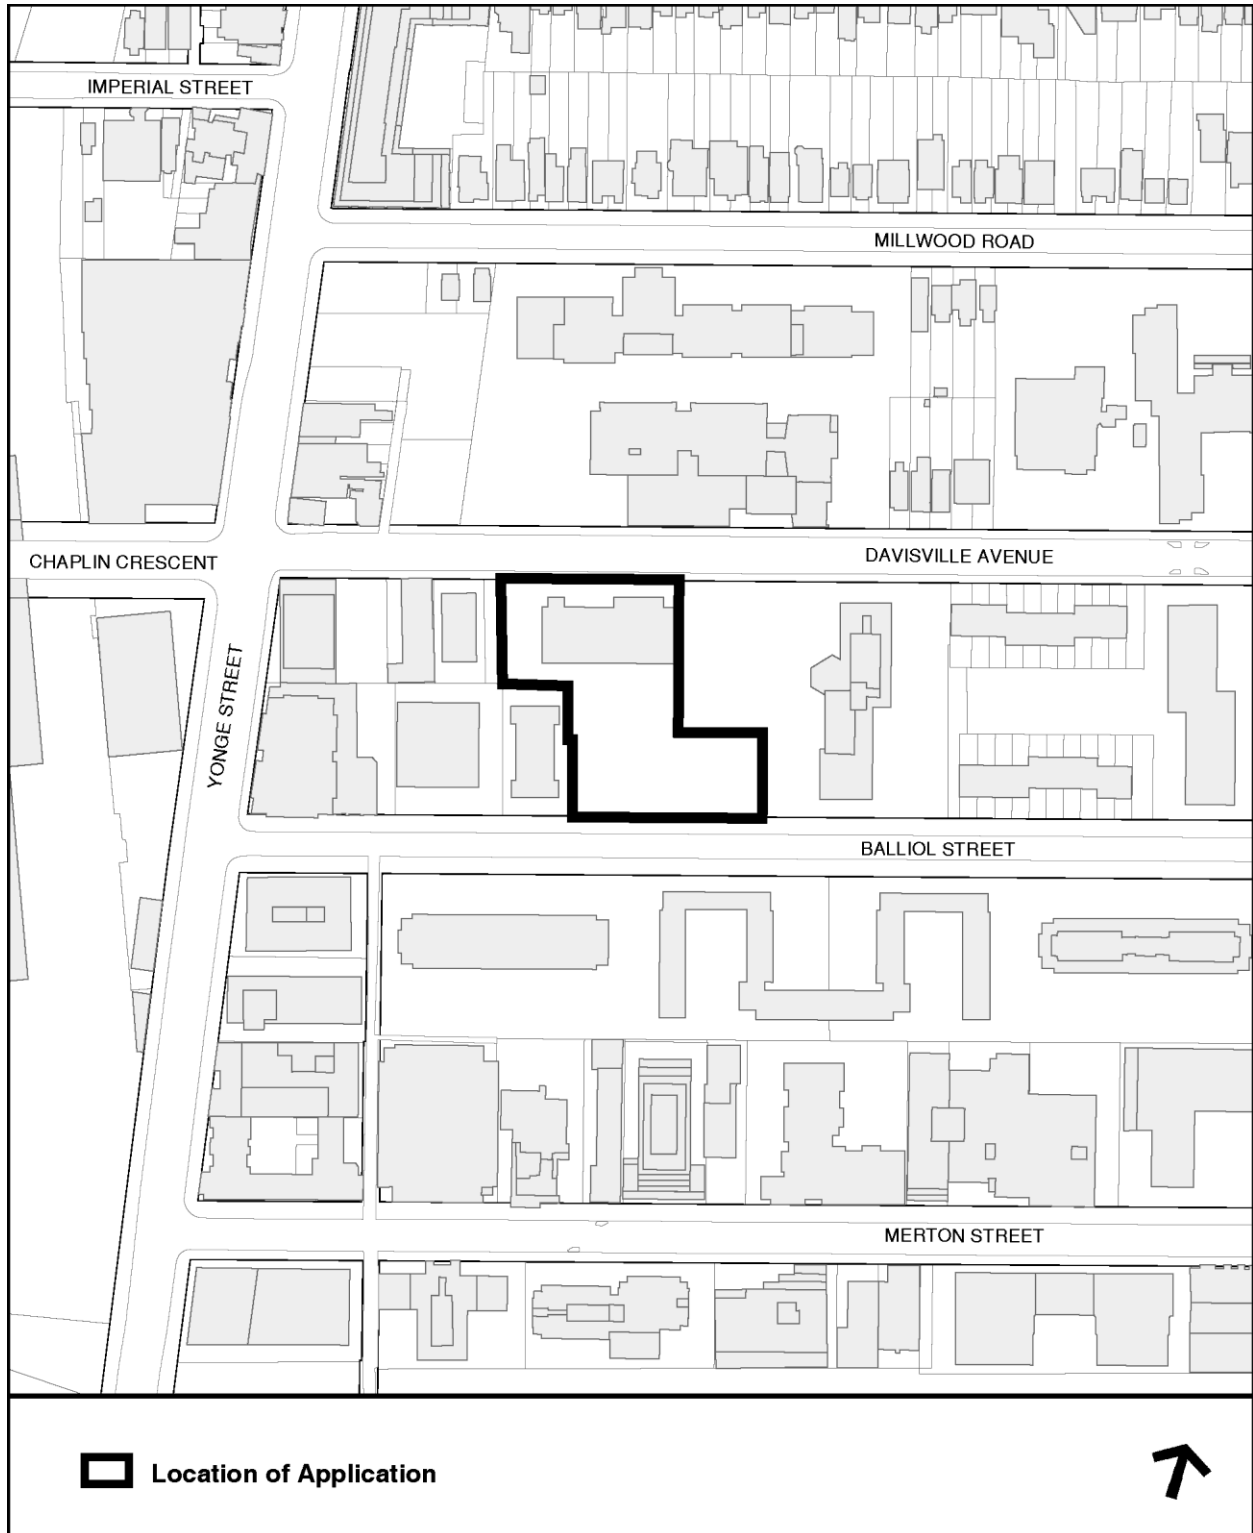 IMPERIAL STREET
MILLWOOD ROAD
DAVISVILLE AVENUE
CHAPLIN CRESCENT
YONGE STREET
BALLIOL STREET
MERTON STREET
Location of Application